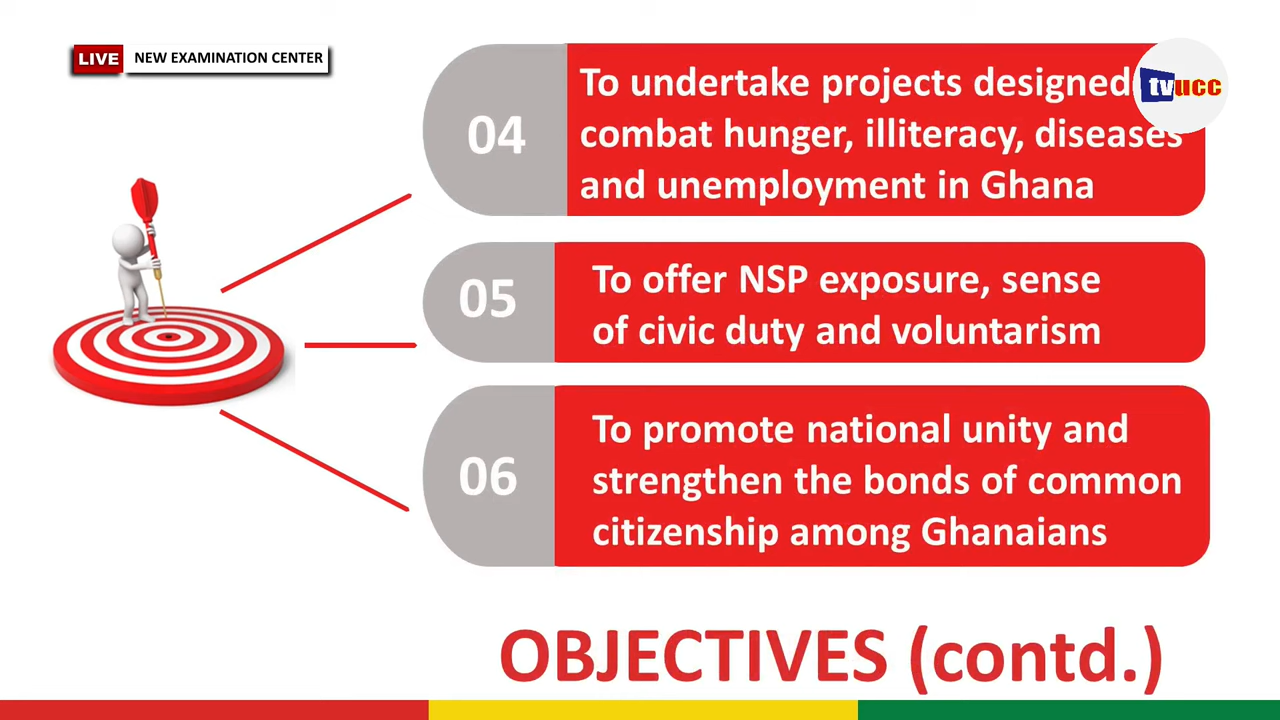 LIVE NEW EXAMINATION CENTER
tvucc
04
To undertake projects designed
combat hunger, illiteracy, diseases
and unemployment in Ghana
05
To offer NSP exposure, sense
of civic duty and voluntarism
06
To promote national unity and
strengthen the bonds of common
citizenship among Ghanaians
OBJECTIVES (contd.)